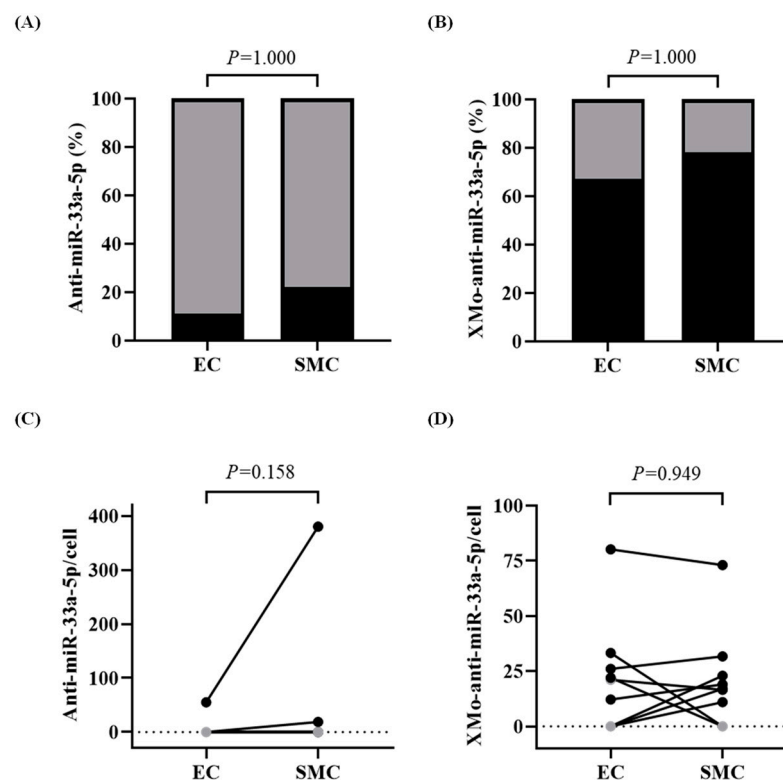 (A)
P=1.000
Anti-miR-33a-5p (%)
100
80
60
40
20
0
EC
SMC
(B)
P=1.000
XMo-anti-miR-33a-5p (%)
100
80
60
40
20
0
EC
SMC
(C)
P=0.158
Anti-miR-33a-5p/cell
400
300
200
100
0
EC
SMC
(D)
P=0.949
XMo-anti-miR-33a-5p/cell
100
75
50
25
0
EC
SMC